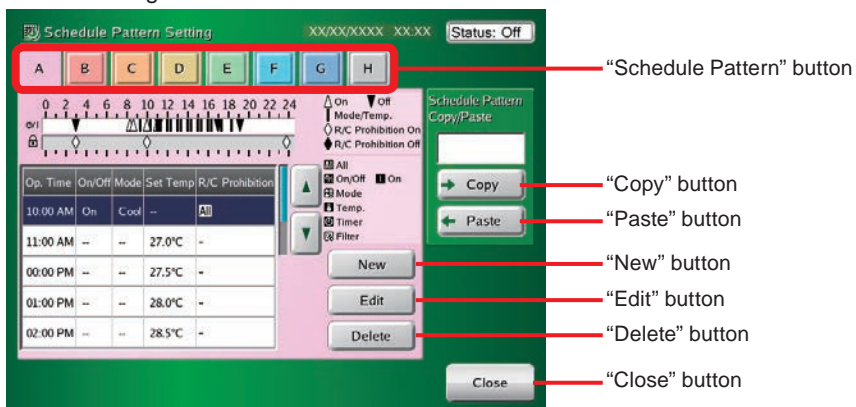 Schedule Pattern Setting XX/XX/XXXX XX:XX Status: Off
A B C D E F G H
"Schedule Pattern" button
0 2 4 6 8 10 12 14 16 18 20 22 24
△ On ▼ Off
Mode/Temp.
◇ R/C Prohibition On
◆ R/C Prohibition Off
Schedule Pattern
Copy/Paste
All
On/Off On
Mode
Temp.
Timer
Filter
Copy
"Copy" button
Paste
"Paste" button
Op. Time On/Off Mode Set Temp R/C Prohibition
10:00 AM On Cool -- All
11:00 AM -- -- 27.0°C -
00:00 PM -- -- 27.5°C -
01:00 PM -- -- 28.0°C -
02:00 PM -- -- 28.5°C -
New
"New" button
Edit
"Edit" button
Delete
"Delete" button
Close
"Close" button